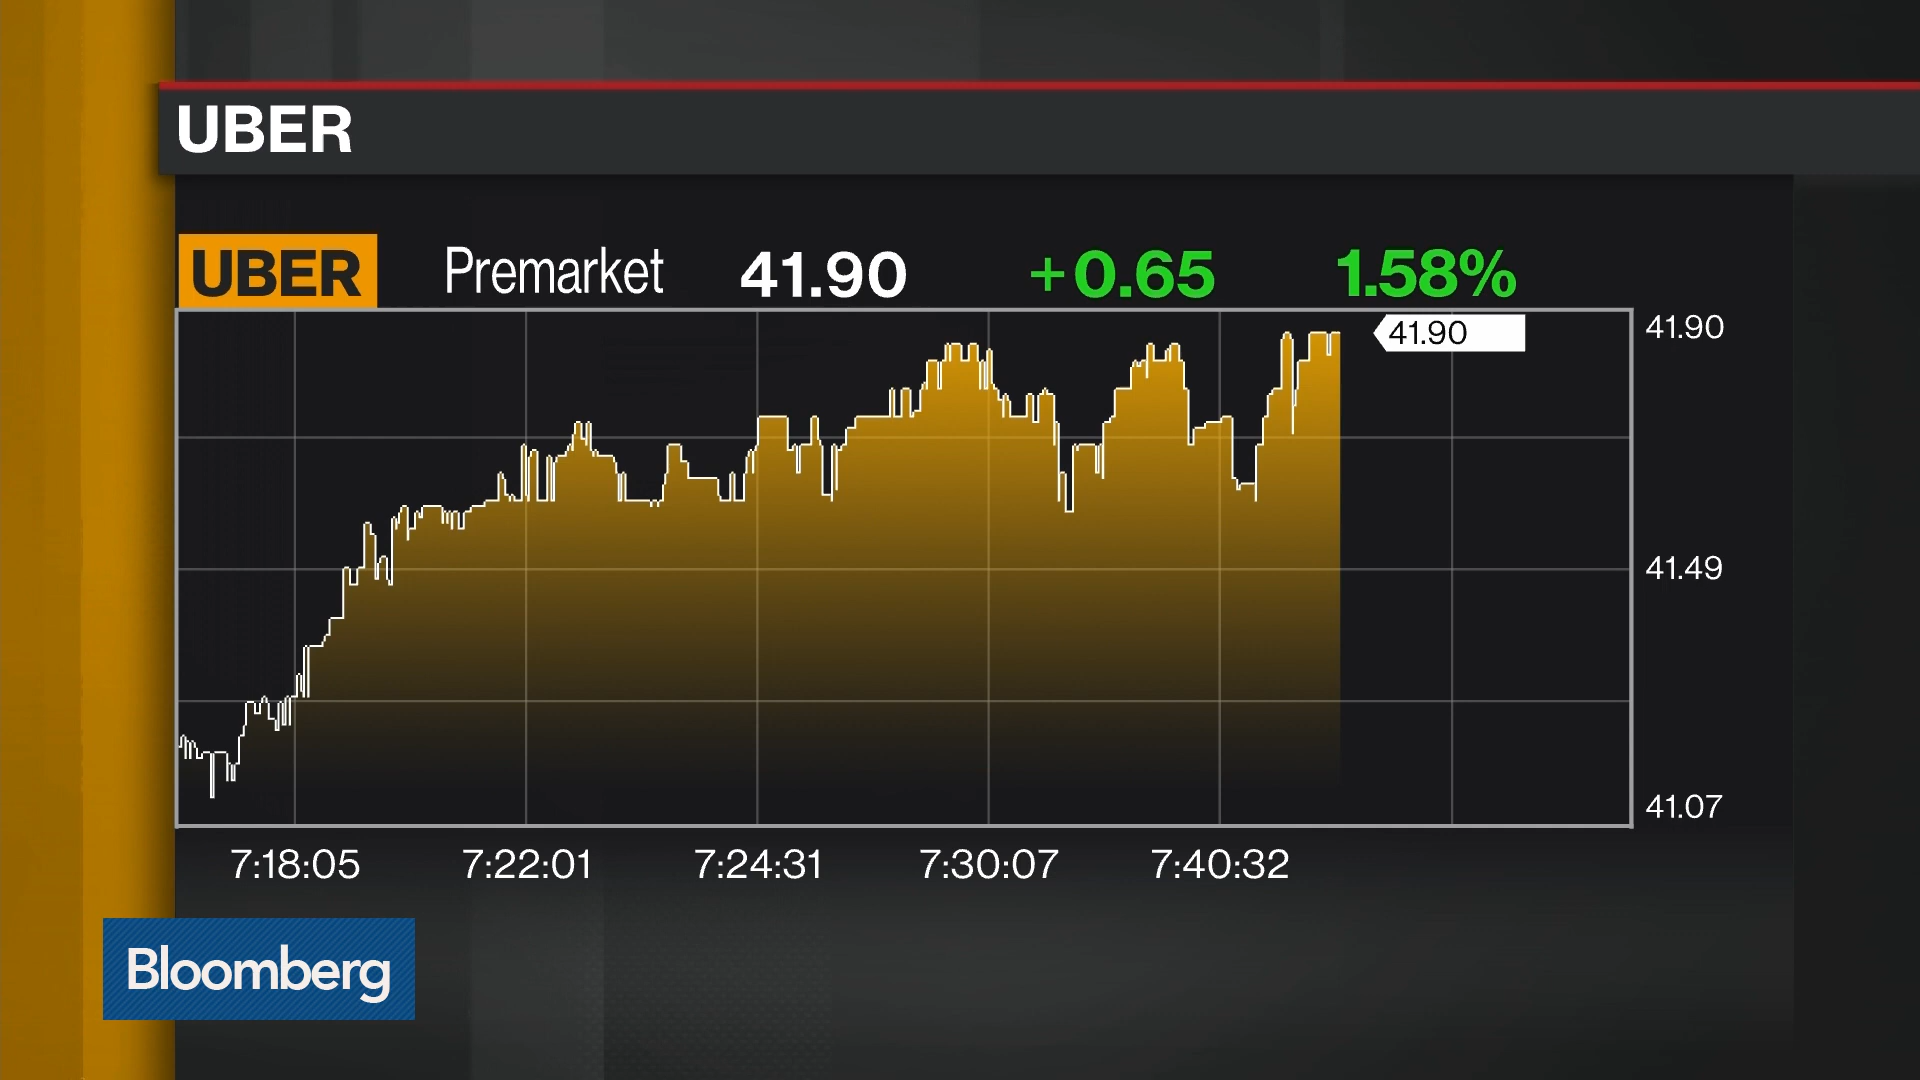 UBER
UBER Premarket 41.90 +0.65 1.58%
41.90 41.90
41.49
41.07
7:18:05 7:22:01 7:24:31 7:30:07 7:40:32
Bloomberg